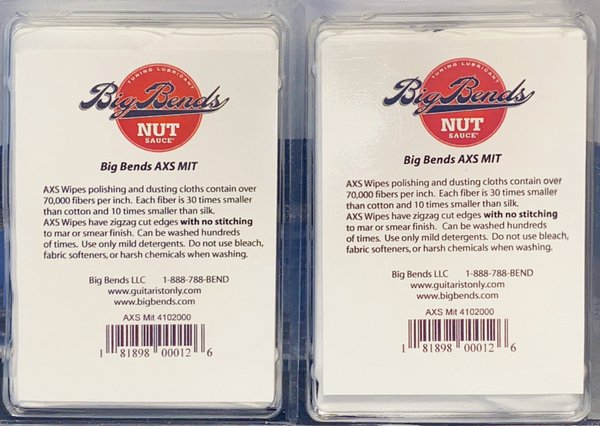 TUNING LUBRICANT
Big Bends
NUT
SAUCE
Big Bends AXS MIT
AXS Wipes polishing and dusting cloths contain over
70,000 fibers per inch. Each fiber is 30 times smaller
than cotton and 10 times smaller than silk.
AXS Wipes have zigzag cut edges with no stitching
to mar or smear finish. Can be washed hundreds
of times. Use only mild detergents. Do not use bleach,
fabric softeners, or harsh chemicals when washing.
Big Bends LLC 1-888-788-BEND
www.guitaristonly.com
www.bigbends.com
AXS Mit 4102000
1 81898 00012 6
TUNING LUBRICANT
Big Bends
NUT
SAUCE
Big Bends AXS MIT
AXS Wipes polishing and dusting cloths contain over
70,000 fibers per inch. Each fiber is 30 times smaller
than cotton and 10 times smaller than silk.
AXS Wipes have zigzag cut edges with no stitching
to mar or smear finish. Can be washed hundreds
of times. Use only mild detergents. Do not use bleach,
fabric softeners, or harsh chemicals when washing.
Big Bends LLC 1-888-788-BEND
www.guitaristonly.com
www.bigbends.com
AXS Mit 4102000
1 81898 00012 6